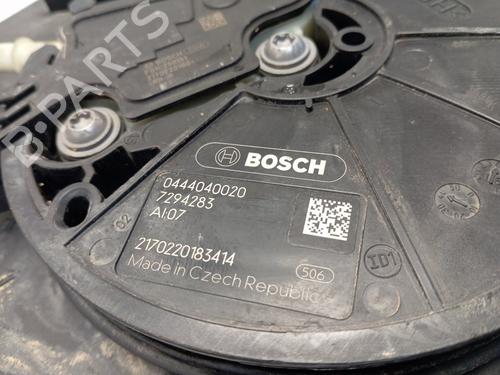 BOSCH
0444040020
7294283
AI:07
2170220183414
Made in Czech Republic
506
02
ID1
B-PARTS